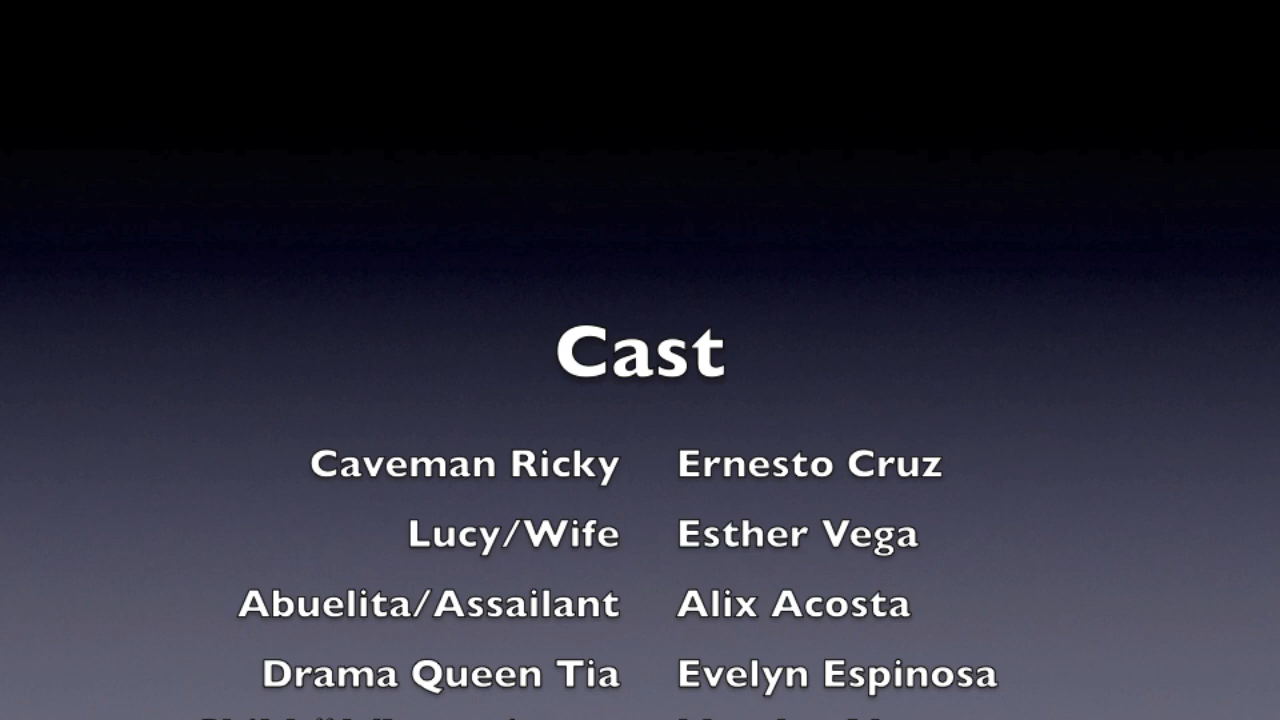 Cast
Caveman Ricky Ernesto Cruz
Lucy/Wife Esther Vega
Abuelita/Assailant Alix Acosta
Drama Queen Tia Evelyn Espinosa